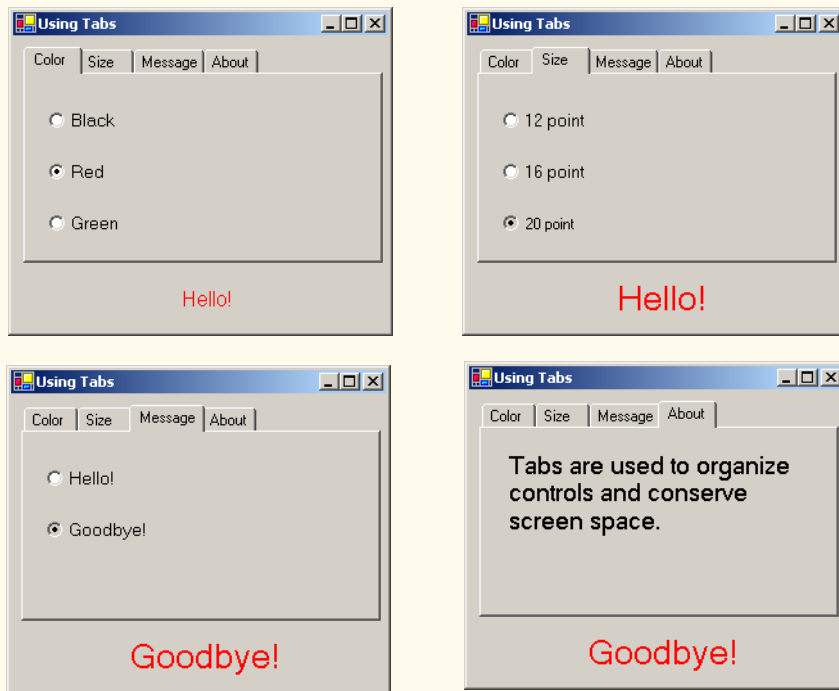 Using Tabs
Color Size Message About
Black
Red
Green
Hello!
Using Tabs
Color Size Message About
12 point
16 point
20 point
Hello!
Using Tabs
Color Size Message About
Hello!
Goodbye!
Goodbye!
Using Tabs
Color Size Message About
Tabs are used to organize
controls and conserve
screen space.
Goodbye!